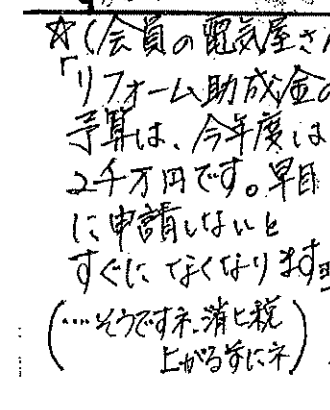 ☆(会員の電気屋さん
「リフォーム助成金の
予算は、今年度は
2千万円です。早目
に申請しないと
すぐに なくなります
(‥‥そうですネ、消ヒ税
上がる前にネ)